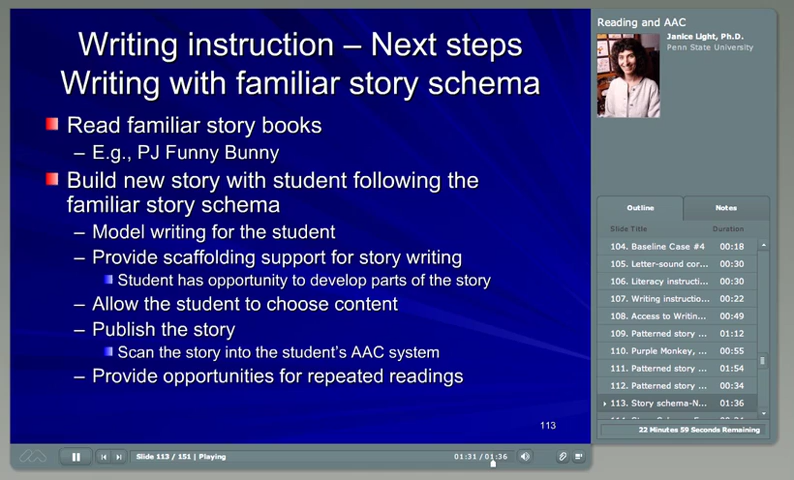 Writing instruction – Next steps
Writing with familiar story schema
Read familiar story books
– E.g., PJ Funny Bunny
Build new story with student following the
familiar story schema
– Model writing for the student
– Provide scaffolding support for story writing
Student has opportunity to develop parts of the story
– Allow the student to choose content
– Publish the story
Scan the story into the student's AAC system
– Provide opportunities for repeated readings
113
Slide 113 / 151 | Playing
01:31 / 01:36
Reading and AAC
Janice Light, Ph.D.
Penn State University
Outline
Notes
Slide Title
Duration
104. Baseline Case #4 00:18
105. Letter-sound cor... 00:30
106. Literacy instructi... 00:30
107. Writing instructio... 00:22
108. Access to Writin... 00:49
109. Patterned story ... 01:12
110. Purple Monkey, ... 00:55
111. Patterned story ... 01:54
112. Patterned story ... 00:34
113. Story schema-N... 01:36
22 Minutes 59 Seconds Remaining